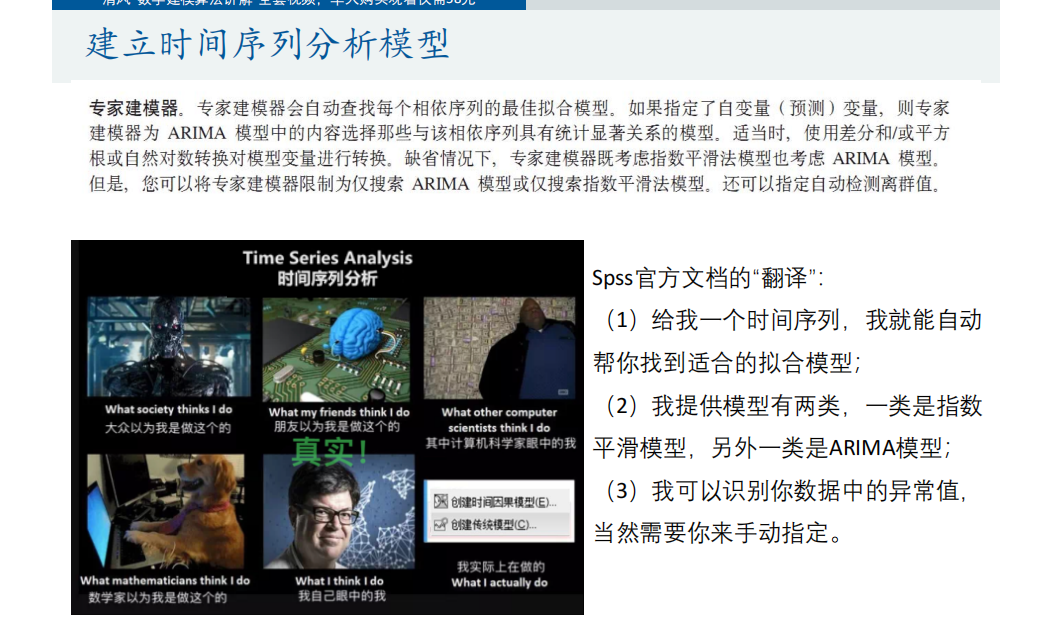 清风"数学建模算法讲解"全套视频，单人购买观看仅需58元
建立时间序列分析模型
专家建模器。专家建模器会自动查找每个相依序列的最佳拟合模型。如果指定了自变量（预测）变量，则专家
建模器为 ARIMA 模型中的内容选择那些与该相依序列具有统计显著关系的模型。适当时，使用差分和/或平方
根或自然对数转换对模型变量进行转换。缺省情况下，专家建模器既考虑指数平滑法模型也考虑 ARIMA 模型。
但是，您可以将专家建模器限制为仅搜索 ARIMA 模型或仅搜索指数平滑法模型。还可以指定自动检测离群值。
Time Series Analysis
时间序列分析
What society thinks I do
大众以为我是做这个的
What my friends think I do
朋友以为我是做这个的
What other computer
scientists think I do
其中计算机科学家眼中的我
真实！
创建时间因果模型(E)...
创建传统模型(C)...
What mathematicians think I do
数学家以为我是做这个的
What I think I do
我自己眼中的我
我实际上在做的
What I actually do
Spss官方文档的“翻译”：
（1）给我一个时间序列，我就能自动
帮你找到适合的拟合模型；
（2）我提供模型有两类，一类是指数
平滑模型，另外一类是ARIMA模型；
（3）我可以识别你数据中的异常值，
当然需要你来手动指定。